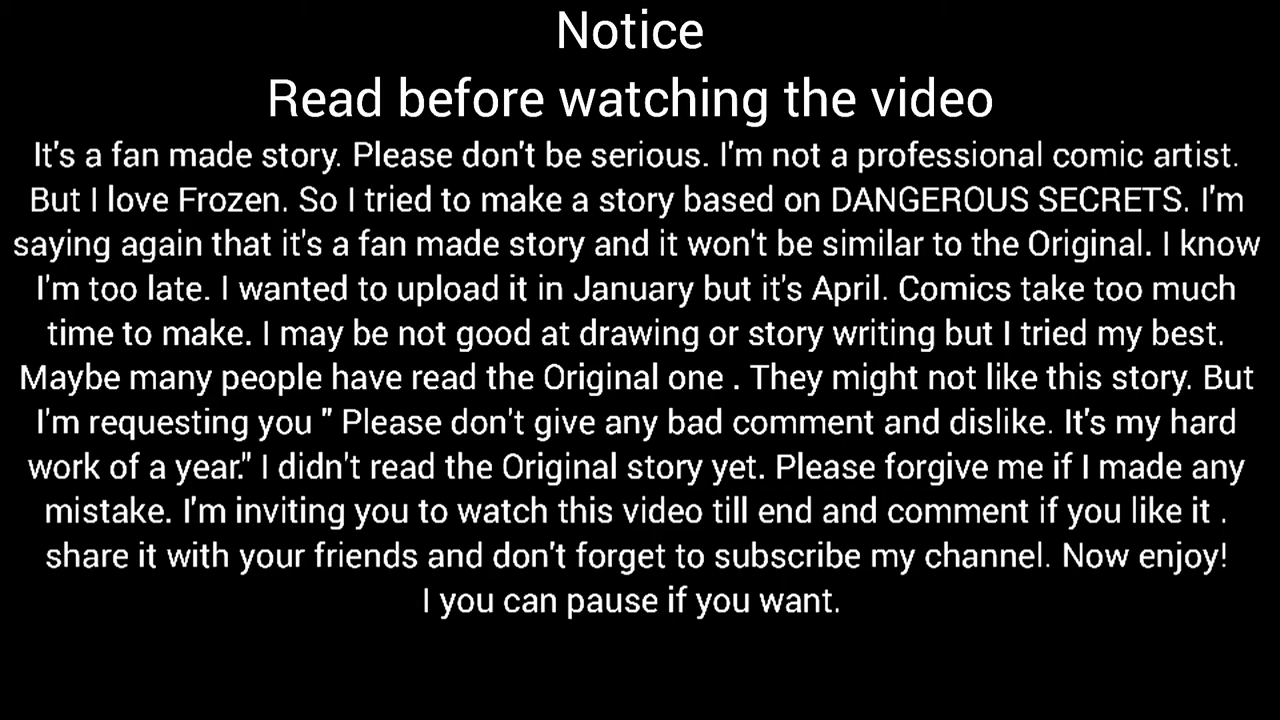 Notice
Read before watching the video
It's a fan made story. Please don't be serious. I'm not a professional comic artist.
But I love Frozen. So I tried to make a story based on DANGEROUS SECRETS. I'm
saying again that it's a fan made story and it won't be similar to the Original. I know
I'm too late. I wanted to upload it in January but it's April. Comics take too much
time to make. I may be not good at drawing or story writing but I tried my best.
Maybe many people have read the Original one . They might not like this story. But
I'm requesting you " Please don't give any bad comment and dislike. It's my hard
work of a year." I didn't read the Original story yet. Please forgive me if I made any
mistake. I'm inviting you to watch this video till end and comment if you like it .
share it with your friends and don't forget to subscribe my channel. Now enjoy!
I you can pause if you want.